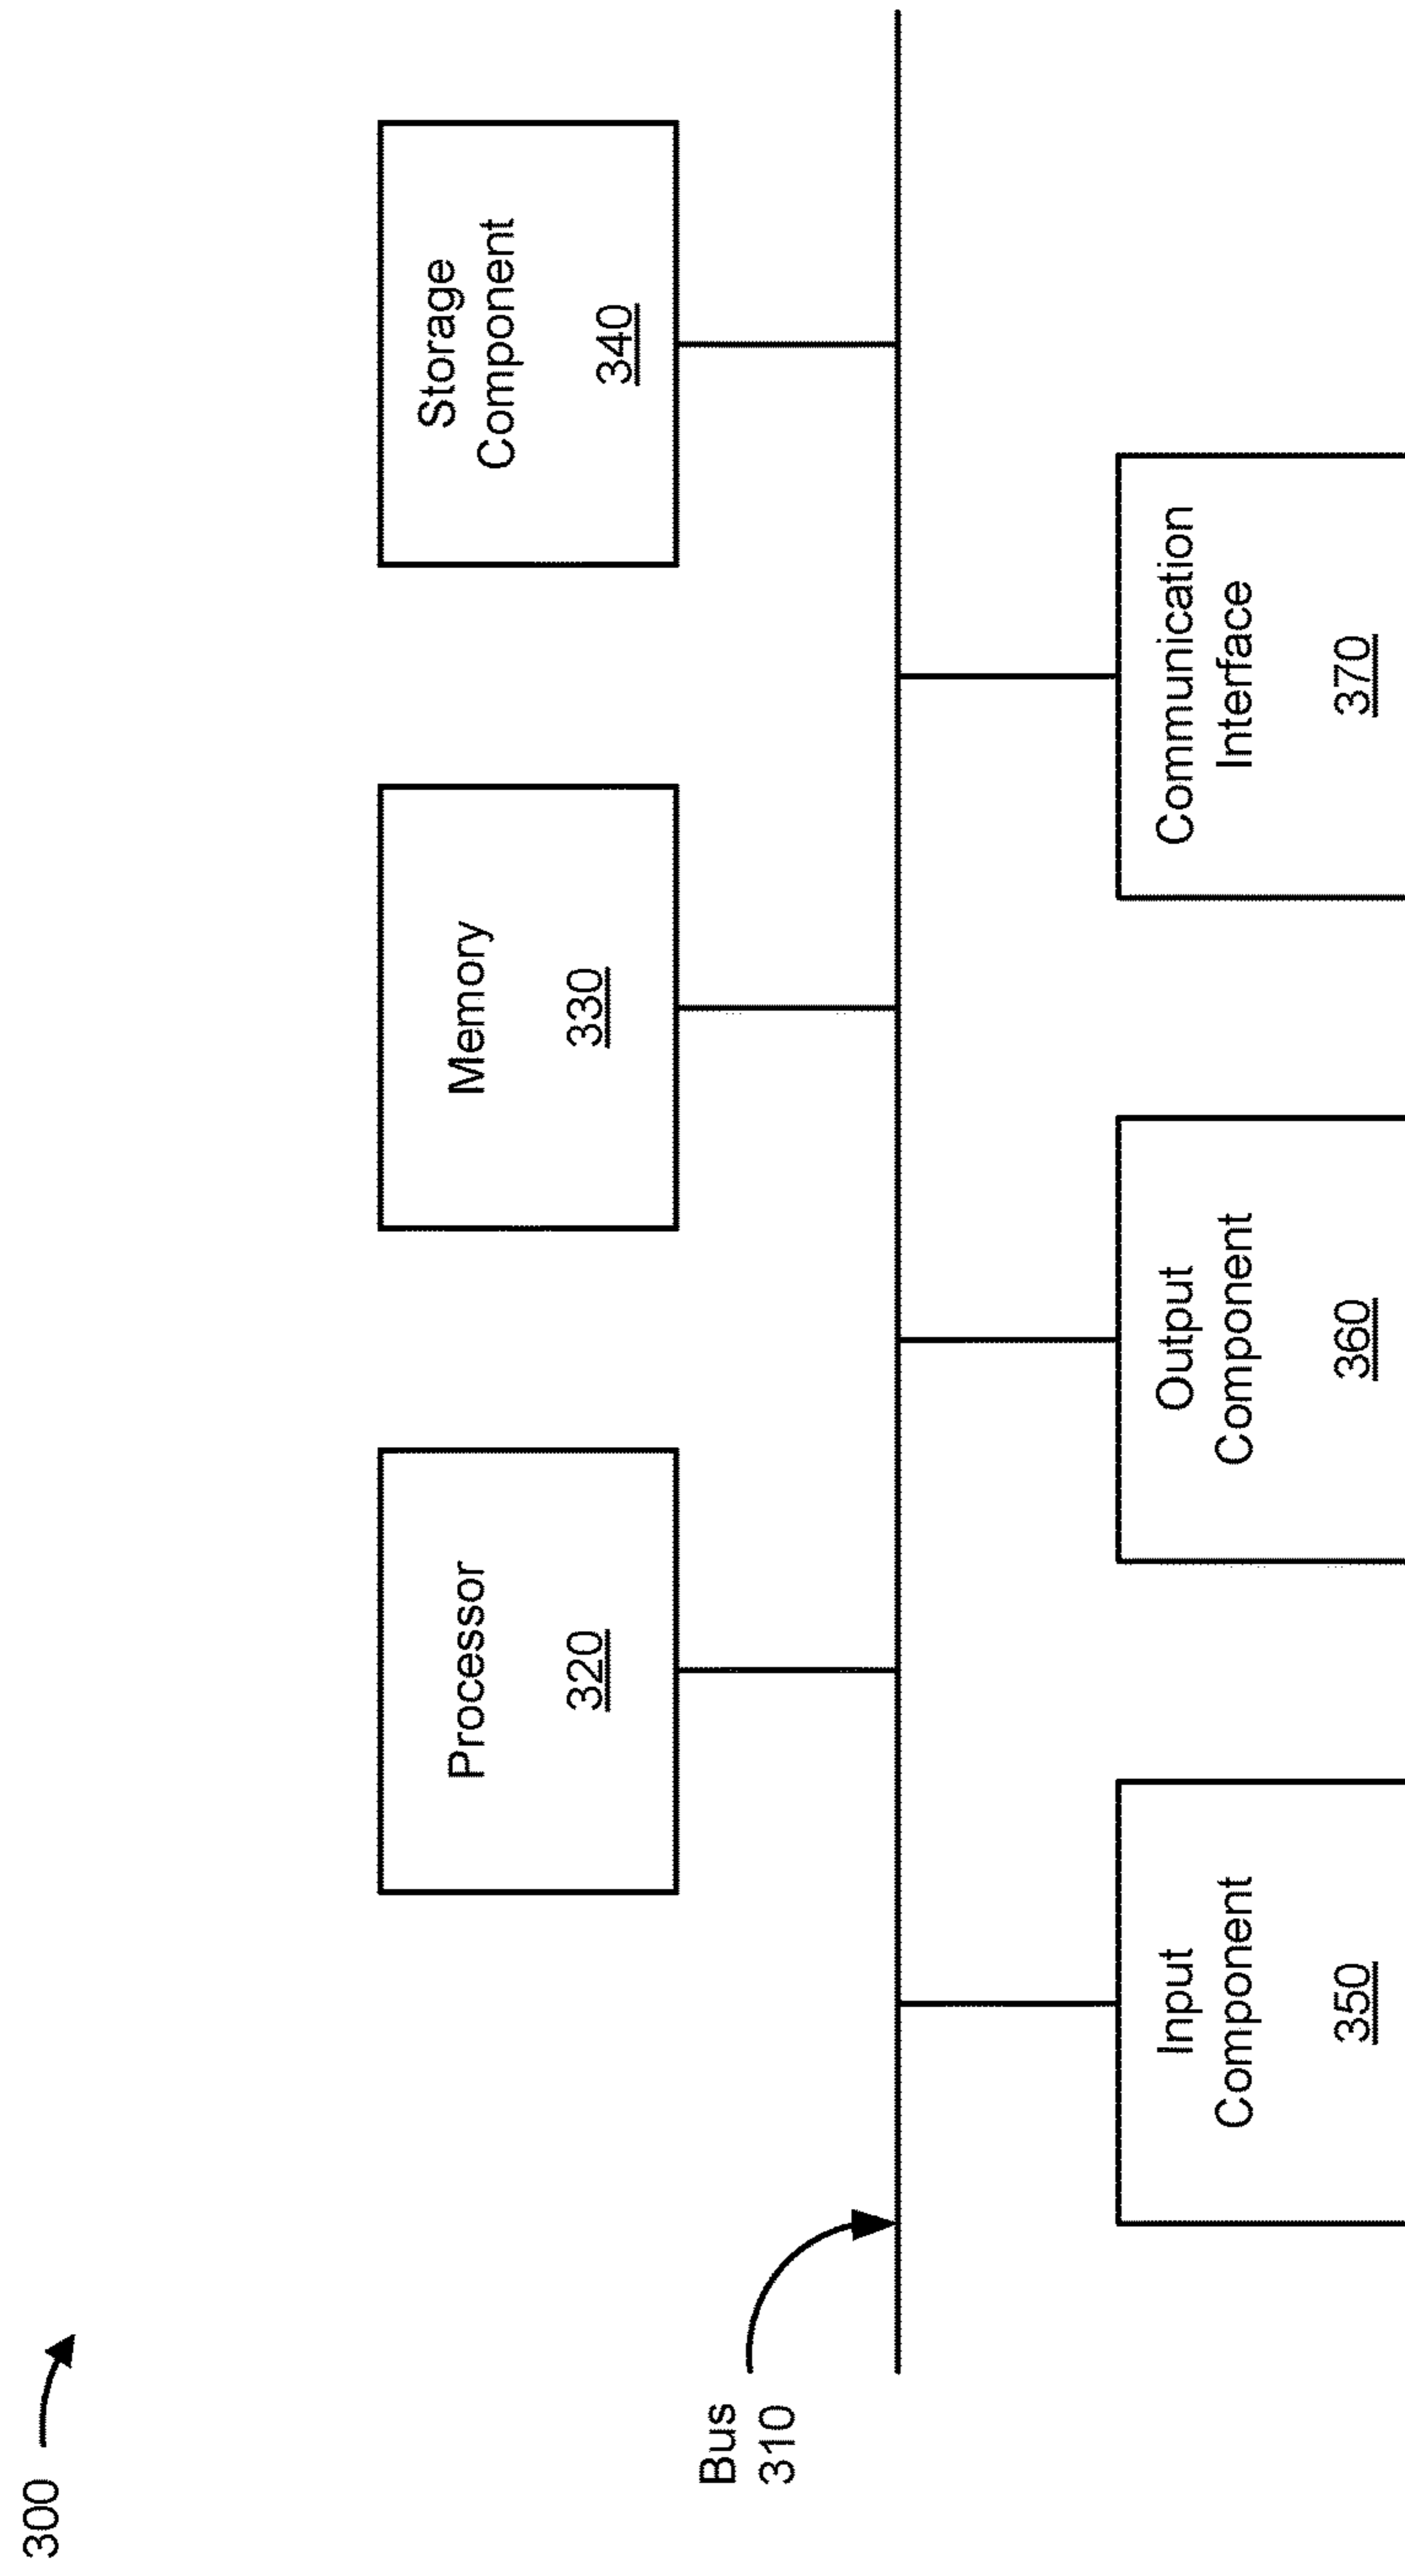 300
Processor
320
Memory
330
Storage
Component
340
Bus
310
Input
Component
350
Output
Component
360
Communication
Interface
370